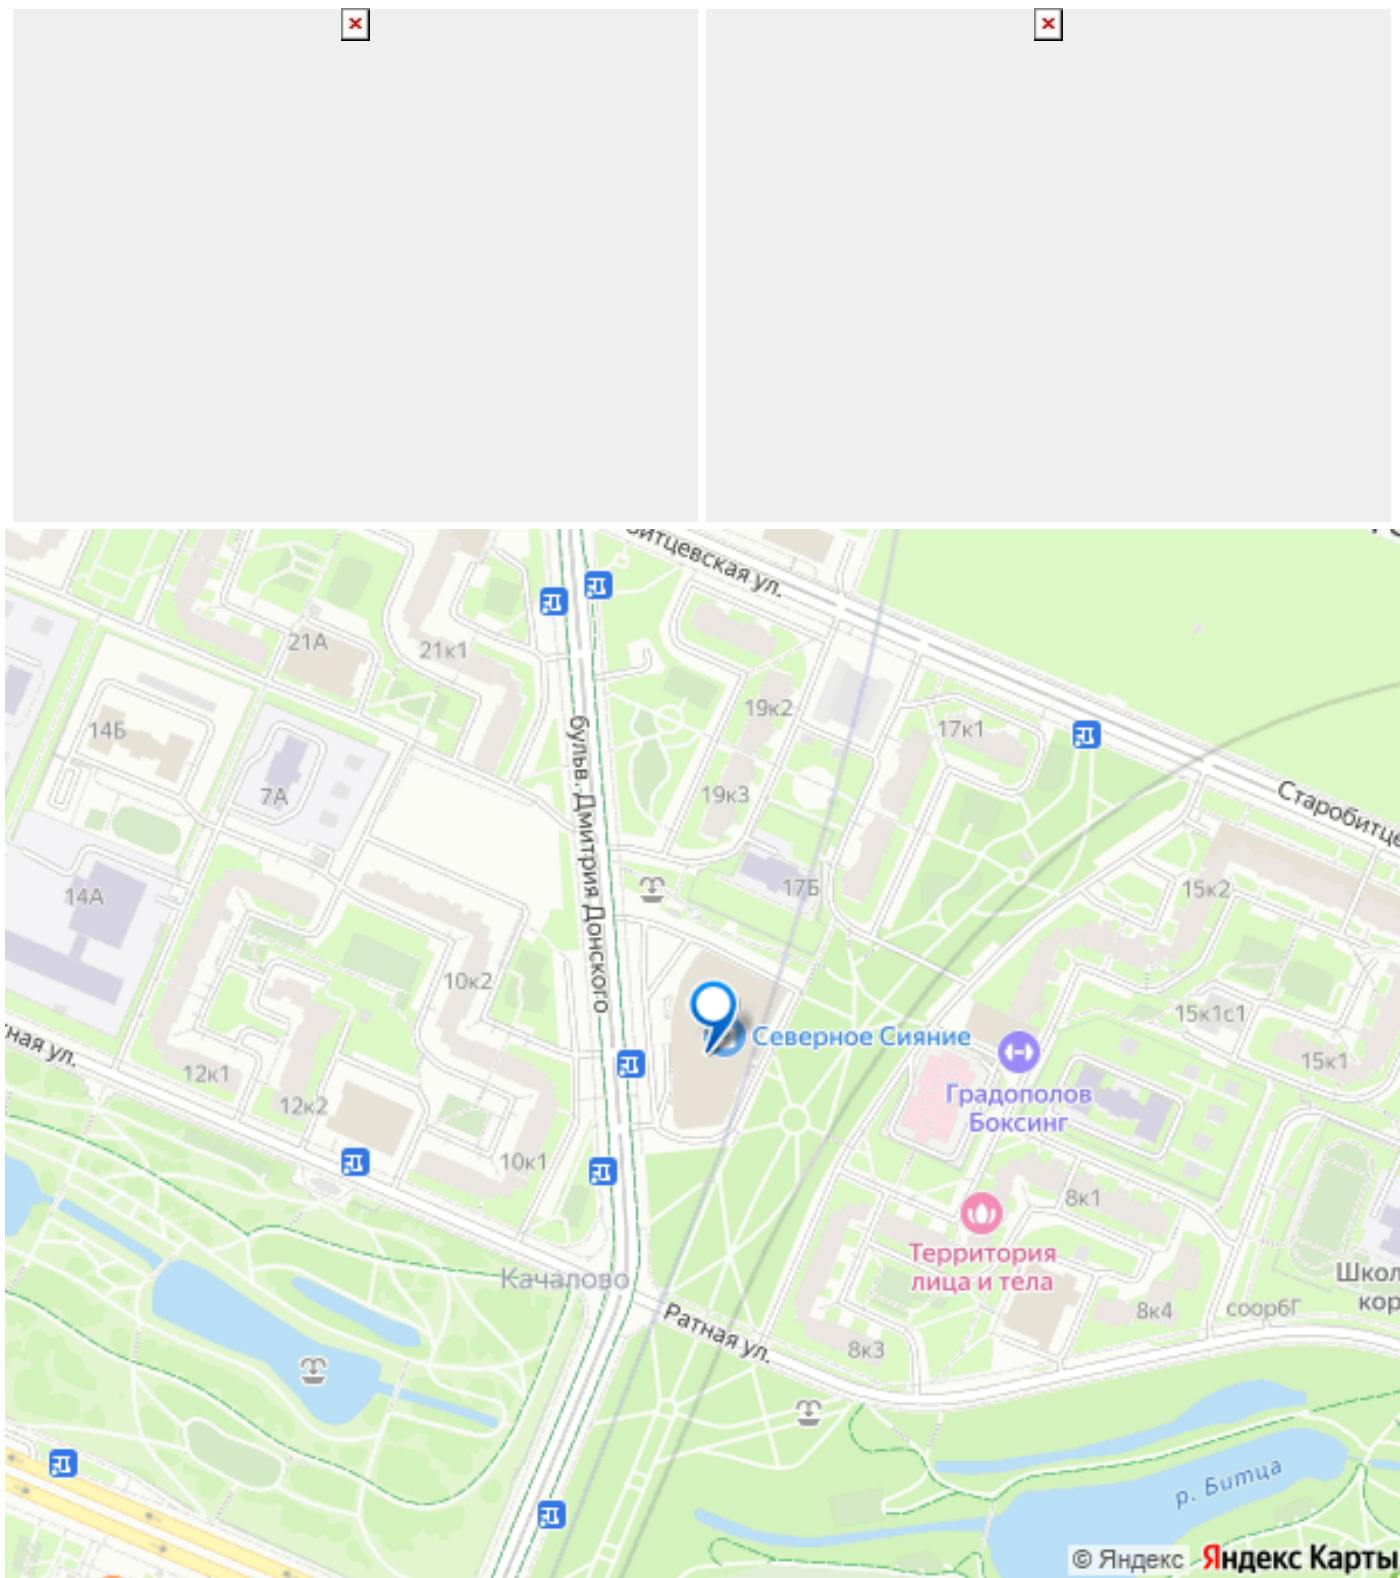 битцевская ул.
21А
21к1
19к2
14Б
17к1
бульв. Дмитрия Донского
7А
19к3
Старобитце
14А
17Б
15к2
10к2
15к1с1
ная ул.
Северное Сияние
12к1
15к1
12к2
Градополов
Боксинг
10к1
8к1
Территория
лица и тела
Качалово
Школ
кор
8к4
соор6Г
Ратная ул.
8к3
р. Битца
© Яндекс Яндекс Карты